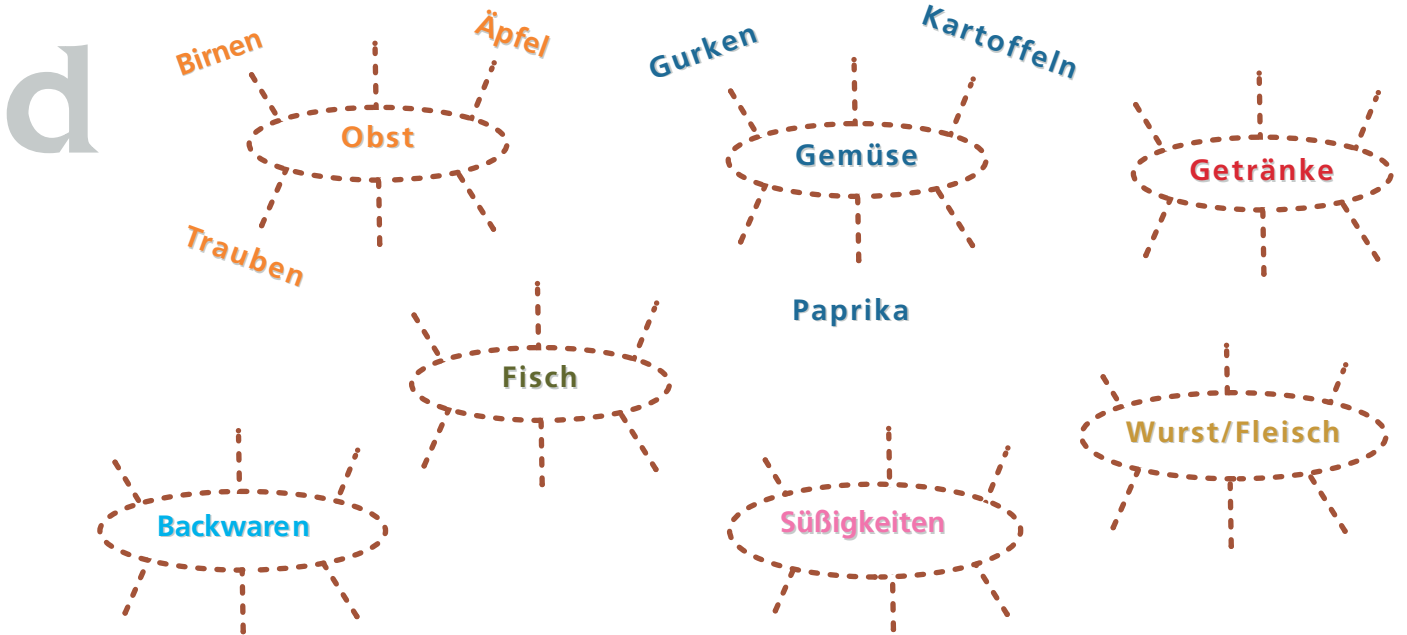 d
Birnen
Äpfel
Obst
Trauben
Gurken
Kartoffeln
Gemüse
Paprika
Getränke
Fisch
Wurst/Fleisch
Backwaren
Süßigkeiten